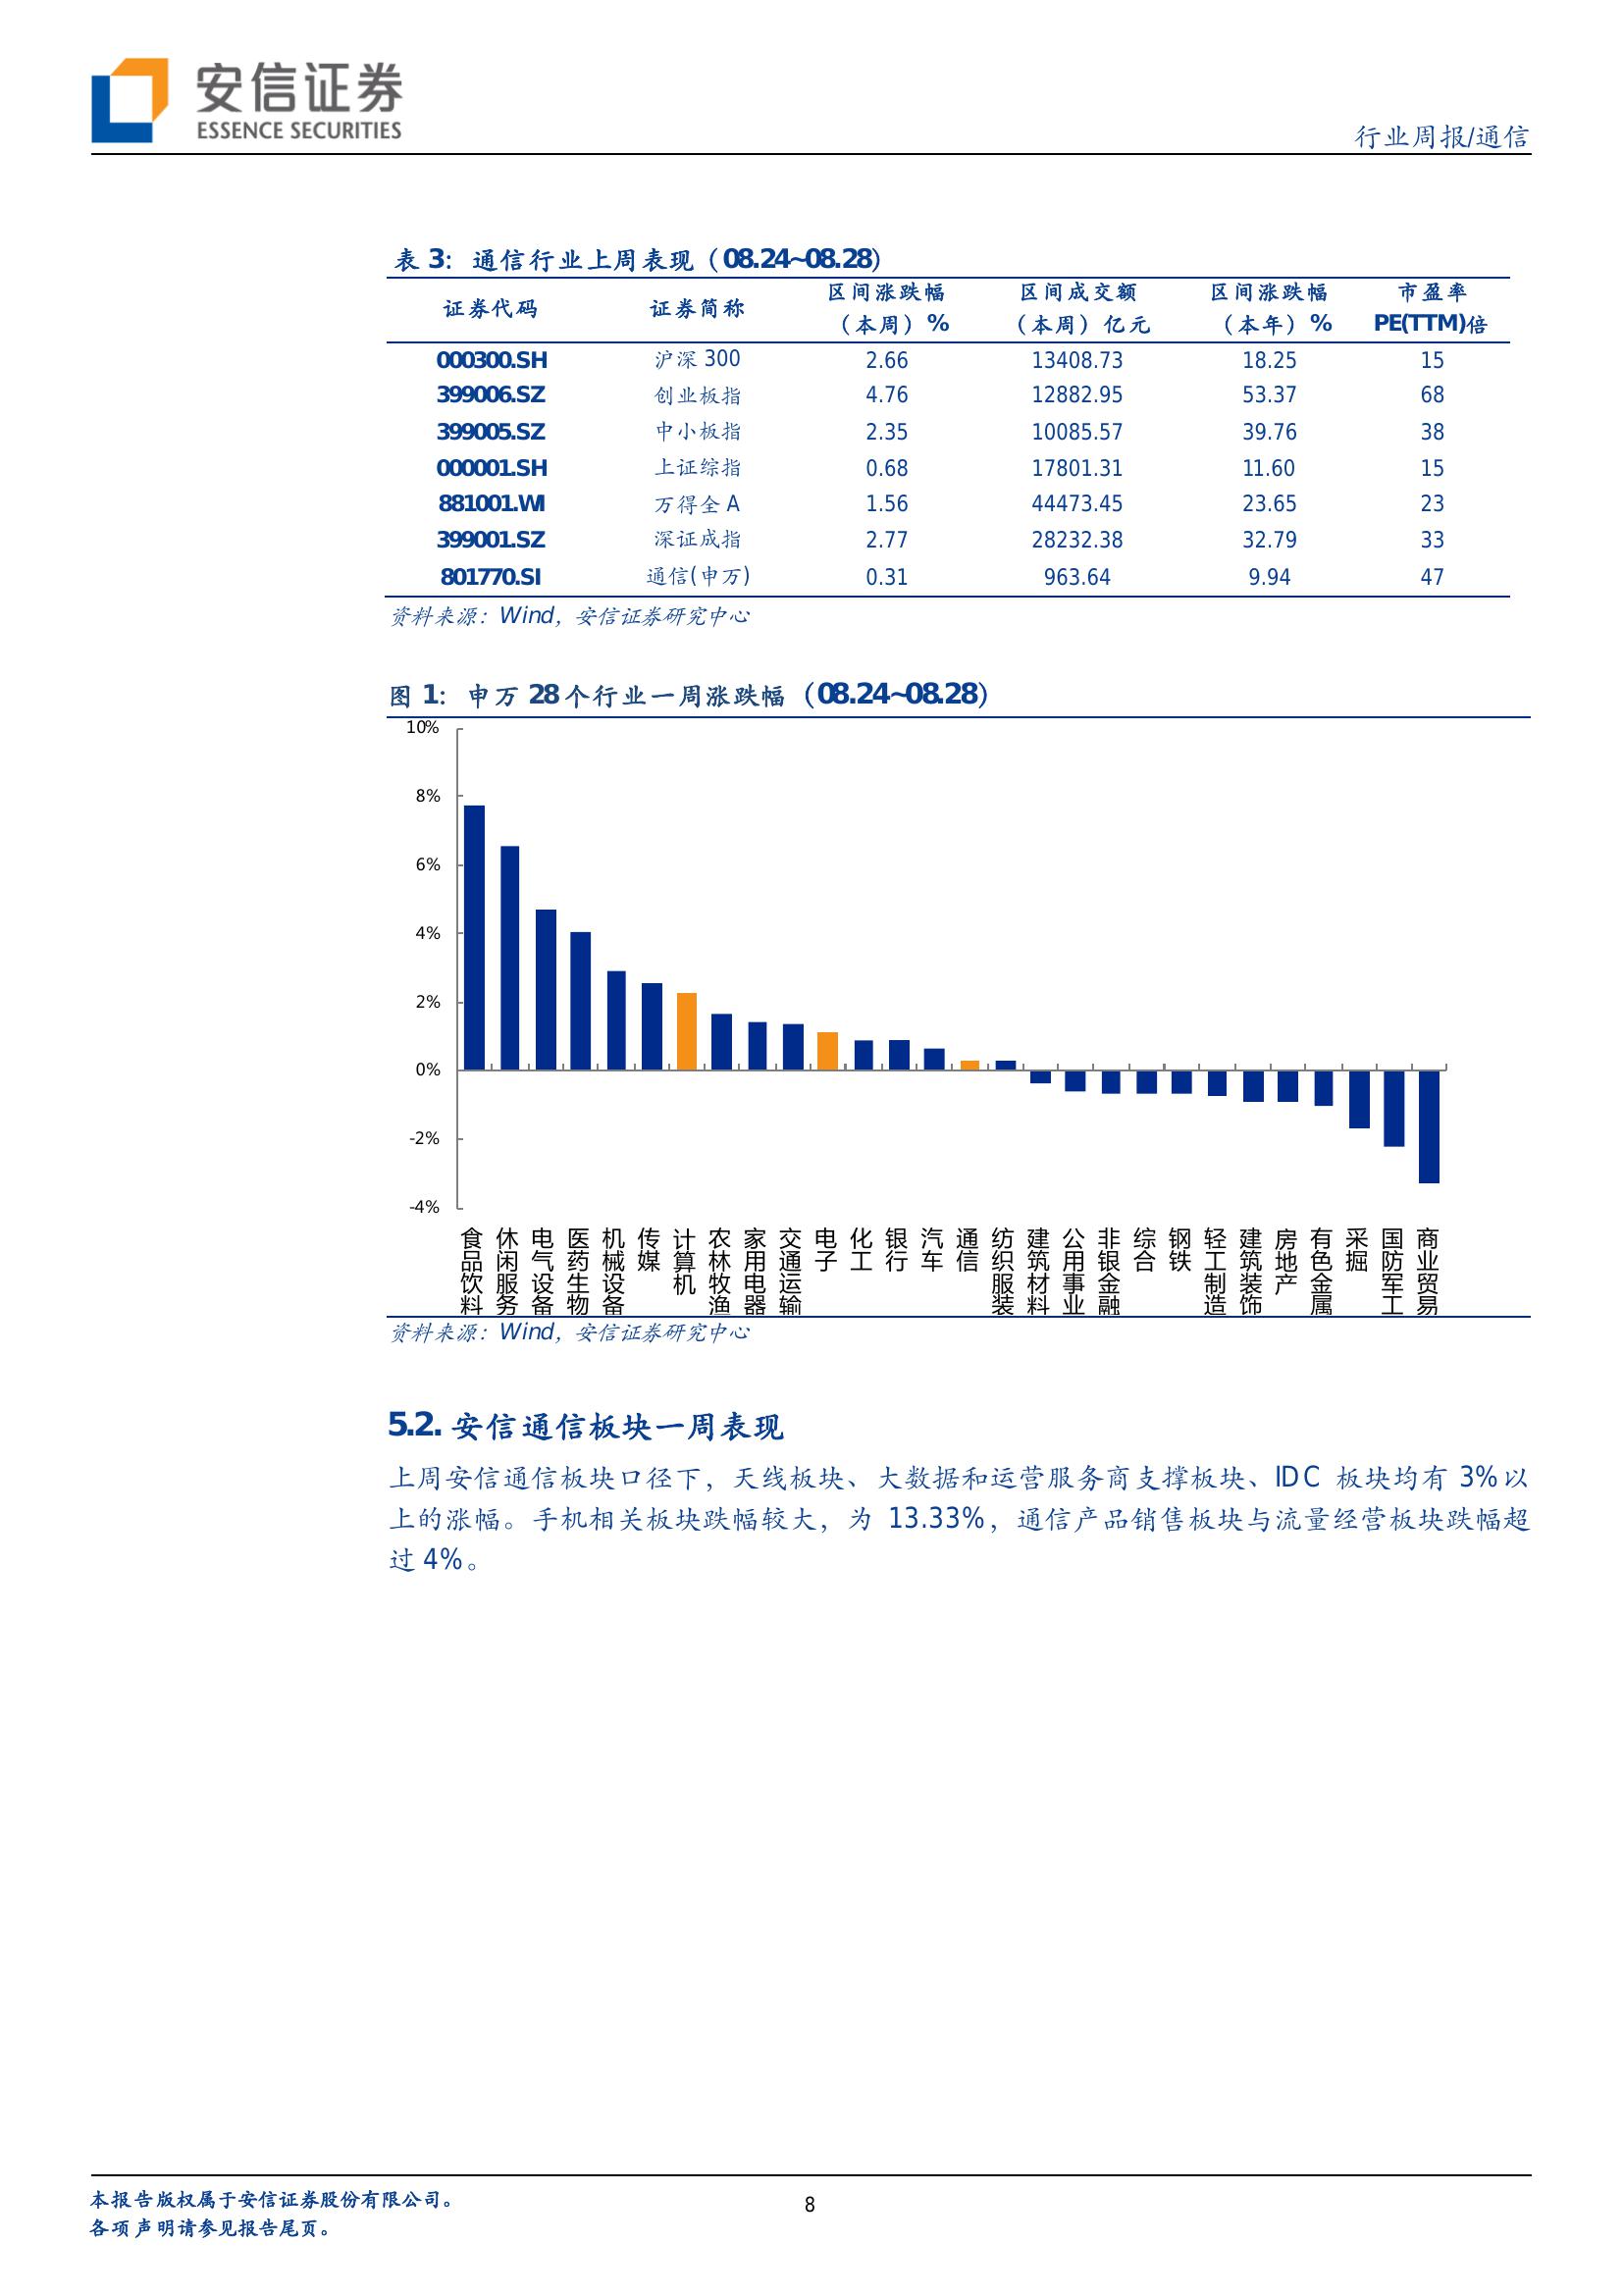 安信证券
ESSENCE SECURITIES
行业周报/通信
表 3：通信行业上周表现（08.24~08.28）
证券代码 证券简称 区间涨跌幅（本周）% 区间成交额（本周）亿元 区间涨跌幅（本年）% 市盈率 PE(TTM)倍
000300.SH 沪深 300 2.66 13408.73 18.25 15
399006.SZ 创业板指 4.76 12882.95 53.37 68
399005.SZ 中小板指 2.35 10085.57 39.76 38
000001.SH 上证综指 0.68 17801.31 11.60 15
881001.WI 万得全 A 1.56 44473.45 23.65 23
399001.SZ 深证成指 2.77 28232.38 32.79 33
801770.SI 通信(申万) 0.31 963.64 9.94 47
资料来源：Wind，安信证券研究中心
图 1：申万 28 个行业一周涨跌幅（08.24~08.28）
10%
8%
6%
4%
2%
0%
-2%
-4%
食品饮料 休闲服务 电气设备 医药生物 机械设备 传媒 计算机 农林牧渔 家用电器 交通运输 电子 化工 银行 汽车 通信 纺织服装 建筑材料 公用事业 非银金融 综合 钢铁 轻工制造 建筑装饰 房地产 有色金属 采掘 国防军工 商业贸易
资料来源：Wind，安信证券研究中心
5.2. 安信通信板块一周表现
上周安信通信板块口径下，天线板块、大数据和运营服务商支撑板块、IDC 板块均有 3%以
上的涨幅。手机相关板块跌幅较大，为 13.33%，通信产品销售板块与流量经营板块跌幅超
过 4%。
本报告版权属于安信证券股份有限公司。
各项声明请参见报告尾页。
8